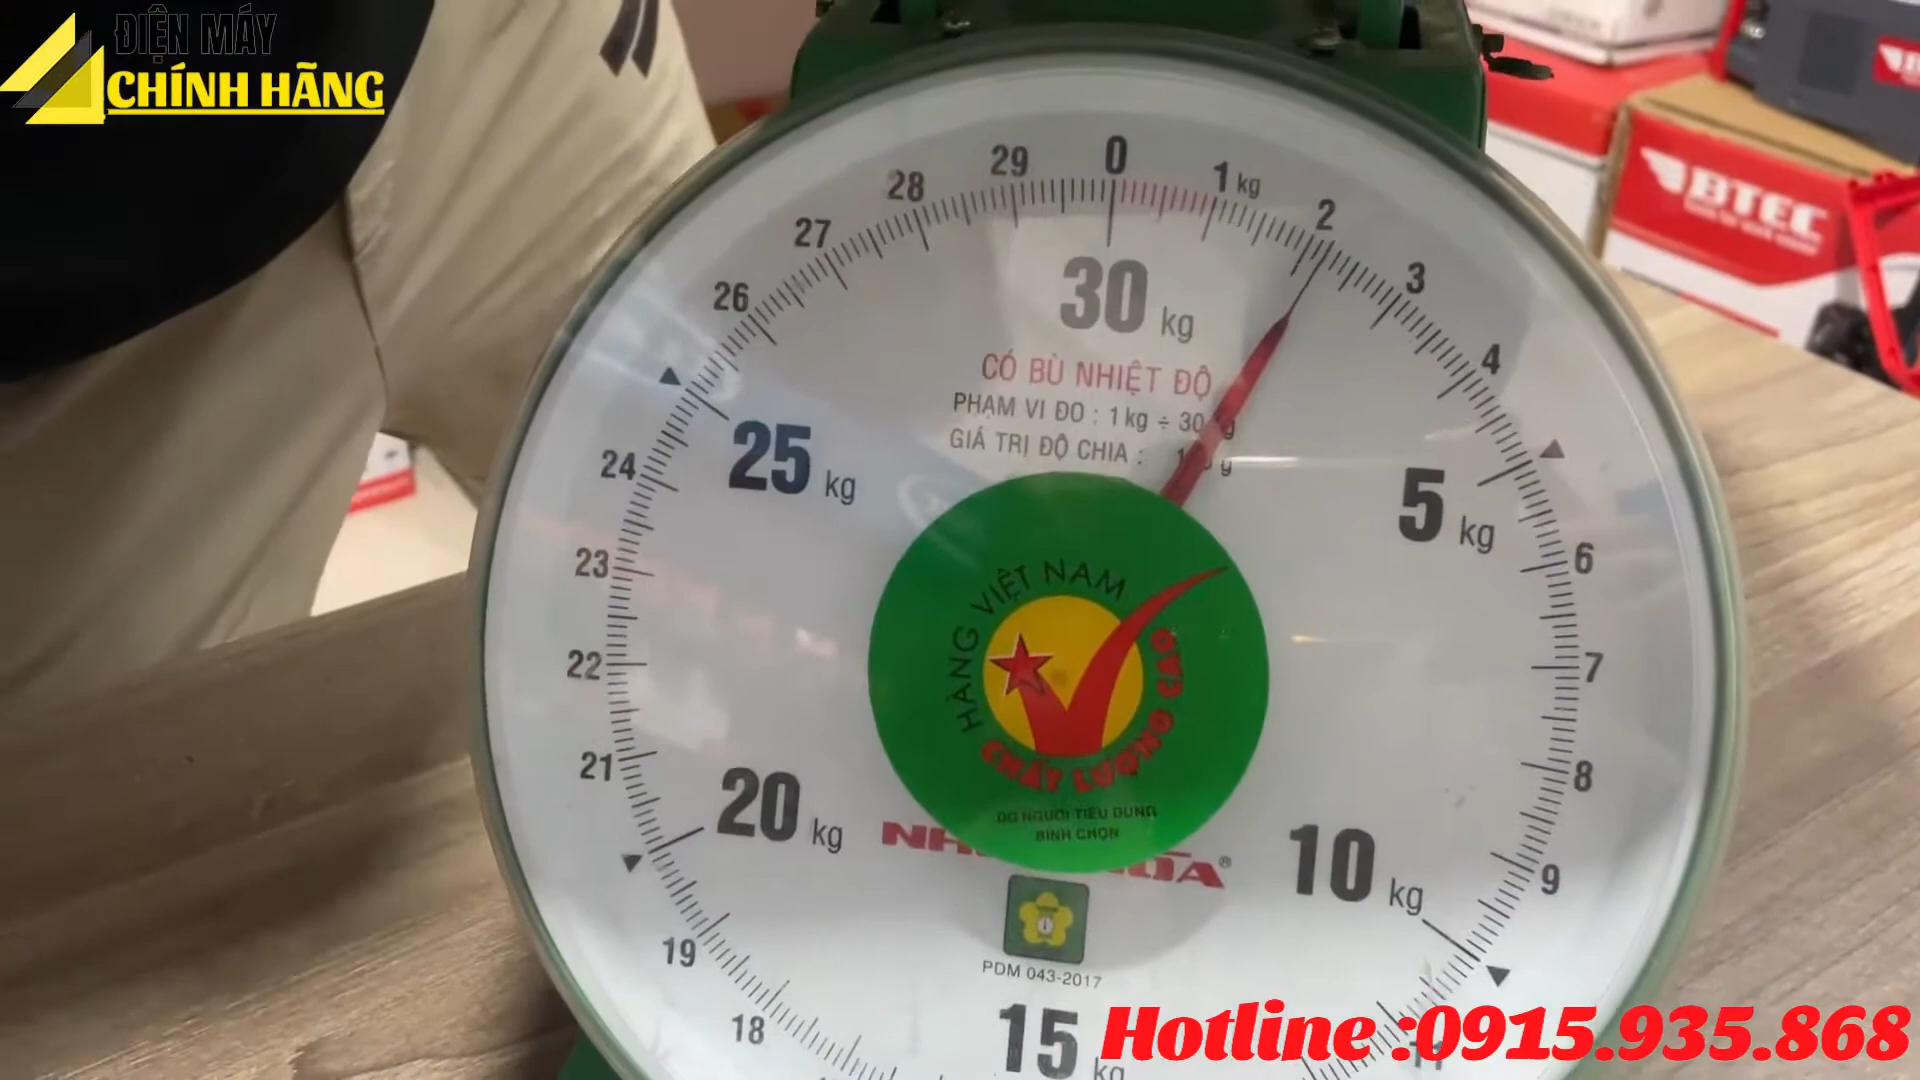 ĐIỆN MÁY
CHÍNH HÃNG
BTEC
0
1 kg
2
3
4
5 kg
6
7
8
9
10 kg
11
15 kg
18
19
20 kg
21
22
23
24
25 kg
26
27
28
29
30 kg
CÓ BÙ NHIỆT ĐỘ
PHẠM VI ĐO : 1 kg ÷ 30 g
GIÁ TRỊ ĐỘ CHIA : g
HÀNG VIỆT NAM
CHẤT LƯỢNG CAO
DO NGƯỜI TIÊU DÙNG
BÌNH CHỌN
PDM 043-2017
Hotline :0915.935.868